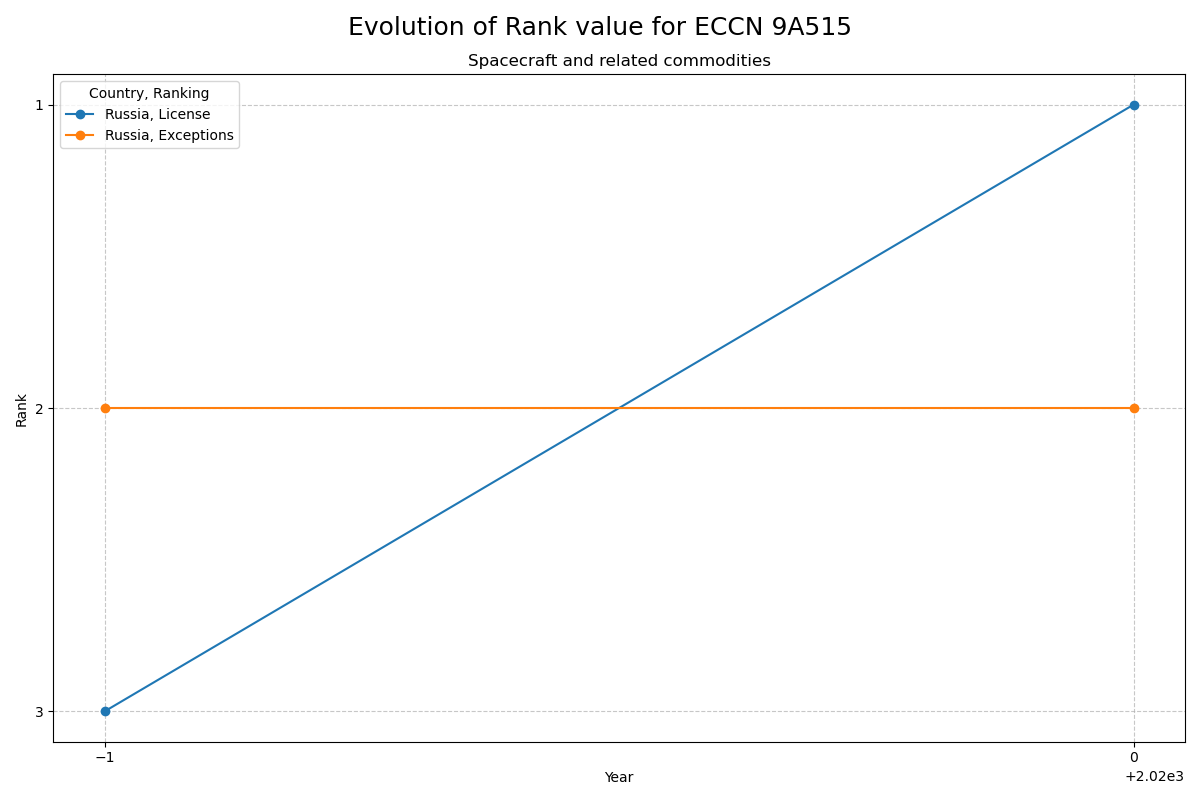 Evolution of Rank value for ECCN 9A515
Spacecraft and related commodities
Country, Ranking
Russia, License
Russia, Exceptions
Rank
1
2
3
−1
0
Year
+2.02e3